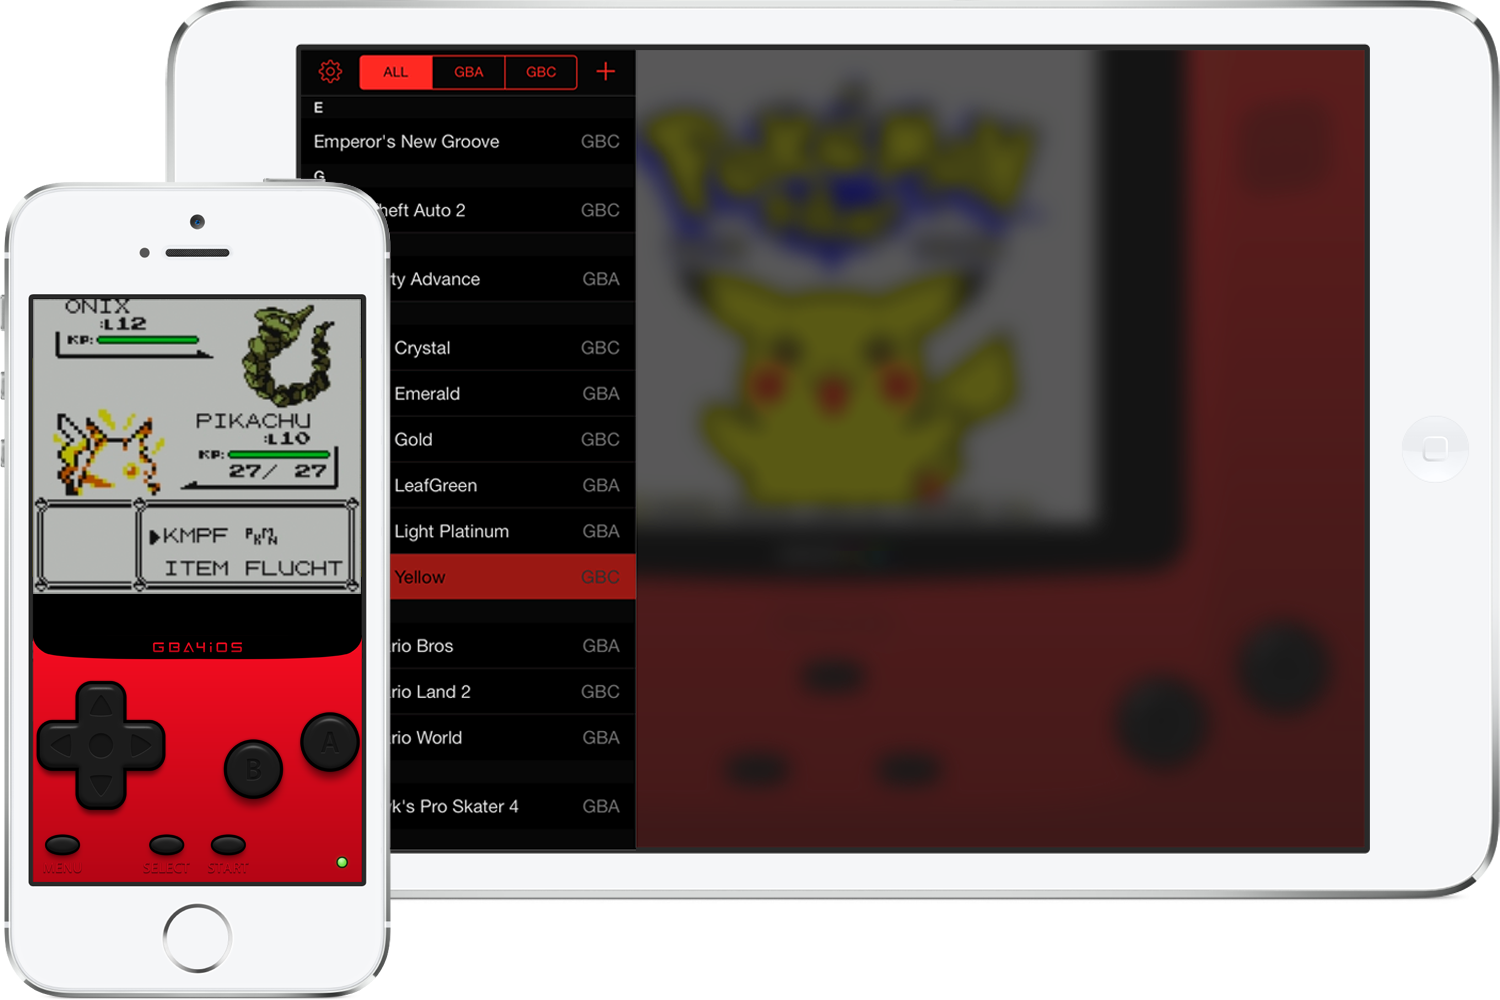 ALL GBA GBC +
E
Emperor's New Groove GBC
G
heft Auto 2 GBC
ty Advance GBA
Crystal GBC
Emerald GBA
Gold GBC
LeafGreen GBA
Light Platinum GBA
Yellow GBC
rio Bros GBA
rio Land 2 GBC
rio World GBA
k's Pro Skater 4 GBA
ONIX
:L12
KP:
PIKACHU
:L10
KP:
27/ 27
KMPF PKMN
ITEM FLUCHT
GBA4iOS
A
B
MENU SELECT START